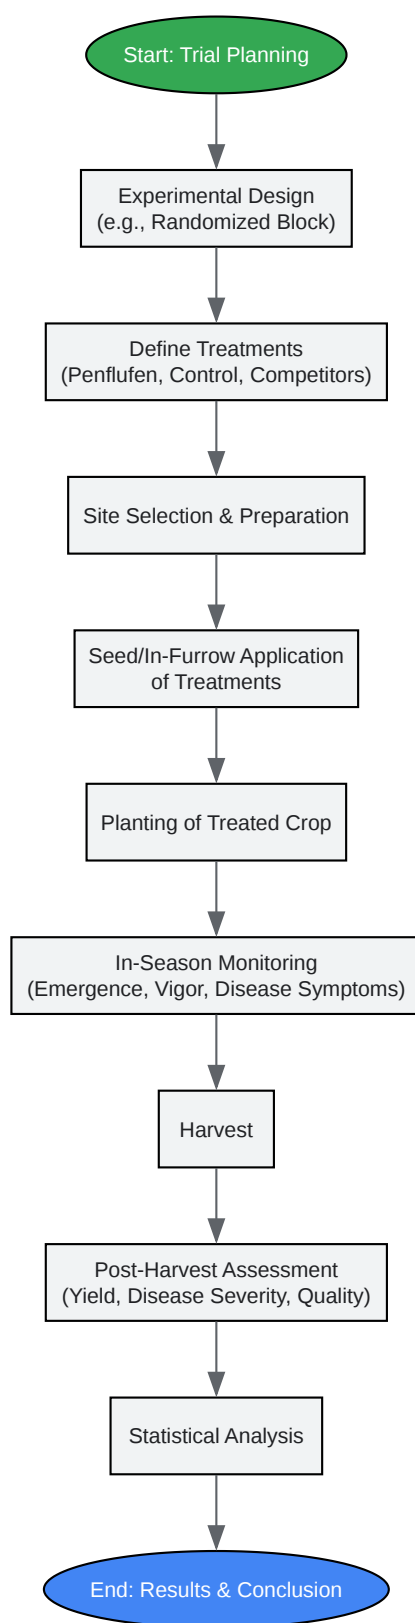 Start: Trial Planning
Experimental Design
(e.g., Randomized Block)
Define Treatments
(Penflufen, Control, Competitors)
Site Selection & Preparation
Seed/In-Furrow Application
of Treatments
Planting of Treated Crop
In-Season Monitoring
(Emergence, Vigor, Disease Symptoms)
Harvest
Post-Harvest Assessment
(Yield, Disease Severity, Quality)
Statistical Analysis
End: Results & Conclusion